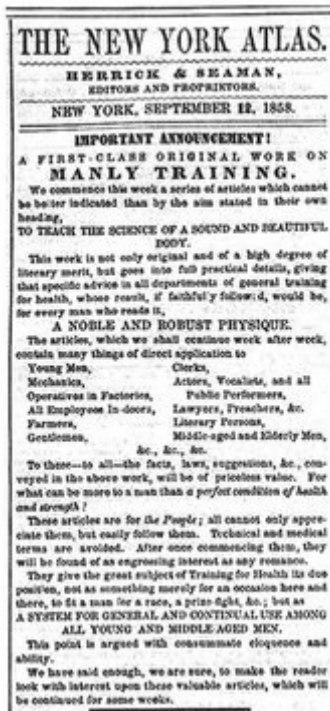 THE NEW YORK ATLAS.
HERRICK & SEAMAN,
EDITORS AND PROPRIETORS.
NEW YORK, SEPTEMBER 12, 1858.
IMPORTANT ANNOUNCEMENT!
A FIRST-CLASS ORIGINAL WORK ON
MANLY TRAINING.
We commence this week a series of articles which cannot
be better indicated than by the aim stated in their own
heading,
TO TEACH THE SCIENCE OF A SOUND AND BEAUTIFUL
BODY.
This work is not only original and of a high degree of
literary merit, but goes into full practical details, giving
that specific advice in all departments of general training
for health, whose result, if faithfully followed, would be,
for every man who reads it,
A NOBLE AND ROBUST PHYSIQUE.
The articles, which we shall continue week after week,
contain many things of direct application to
Young Men, Clerks,
Mechanics, Actors, Vocalists, and all
Operatives in Factories, Public Performers,
All Employees In-doors, Lawyers, Preachers, &c.
Farmers, Literary Persons,
Gentlemen, Middle-aged and Elderly Men,
&c., &c., &c.
To these—to all—the facts, laws, suggestions, &c., con-
veyed in the above work, will be of priceless value. For
what can be more to a man than a perfect condition of health
and strength?
These articles are for the People; all cannot only appre-
ciate them, but easily follow them. Technical and medical
terms are avoided. After once commencing them, they
will be found of as engrossing interest as any romance.
They give the great subject of Training for Health its due
position, not as something merely for an occasion here and
there, to fit a man for a race, a prize-fight, &c.; but as
A SYSTEM FOR GENERAL AND CONTINUAL USE AMONG
ALL YOUNG AND MIDDLE-AGED MEN.
This point is argued with consummate eloquence and
ability.
We have said enough, we are sure, to make the reader
look with interest upon these valuable articles, which will
be continued for some weeks.